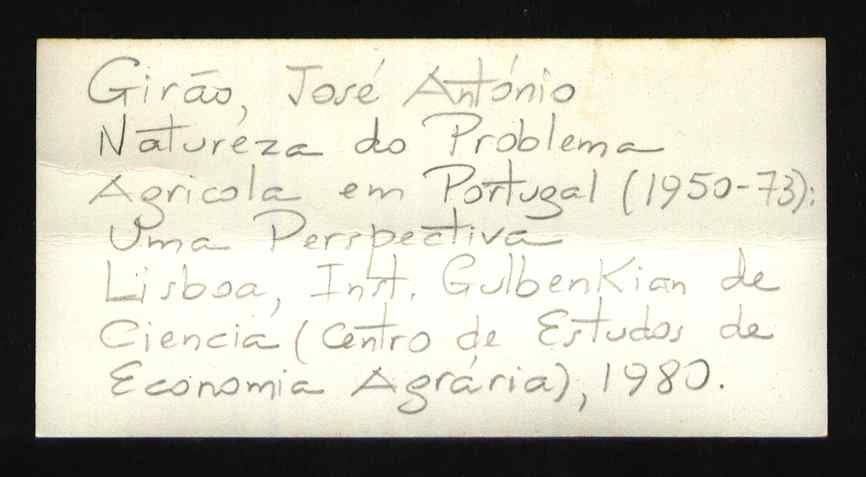 Girão, José António
Natureza do Problema
Agricola em Portugal (1950-73):
Uma Perspectiva
Lisboa, Inst. Gulbenkian de
Ciencia (Centro de Estudos de
Economia Agrária), 1980.